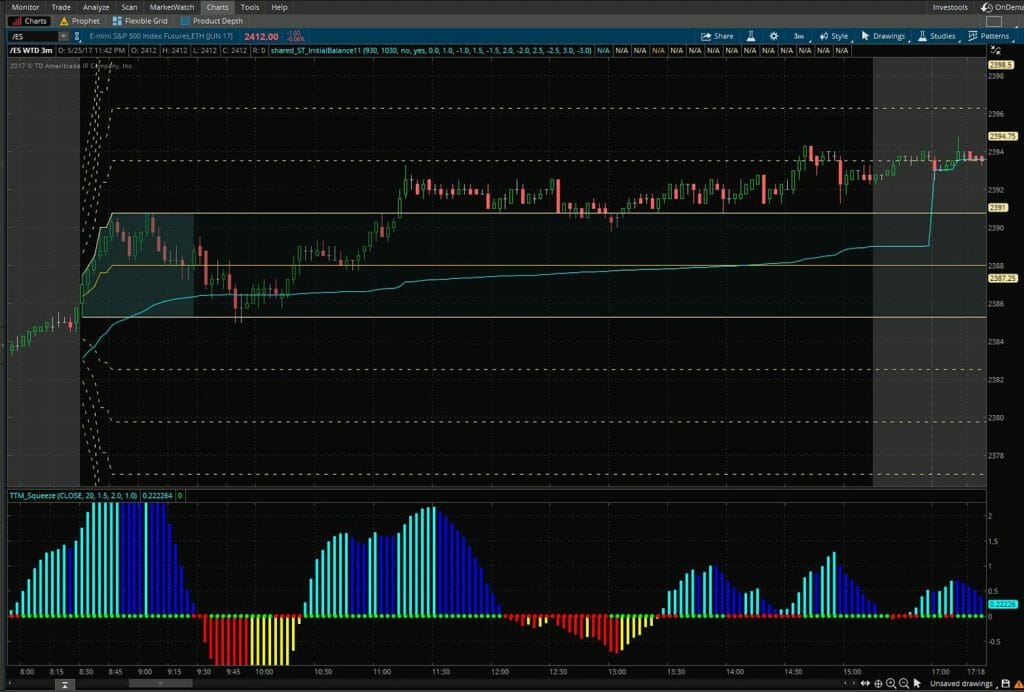 Monitor Trade Analyze Scan MarketWatch Charts Tools Help Investools OnDema
Charts Prophet Flexible Grid Product Depth
/ES E-mini S&P 500 Index Futures,ETH (JUN 17) 2412.00 -1.50 -0.06% Share 3m Style Drawings Studies Patterns
/ES WTD 3m D: 5/25/17 11:42 PM O: 2412 H: 2412 L: 2412 C: 2412 R: 0 shared_ST_InitialBalance11 (930, 1030, no, yes, 0.0, 1.0, -1.0, 1.5, -1.5, 2.0, -2.0, 2.5, -2.5, 3.0, -3.0) N/A N/A N/A N/A N/A N/A N/A N/A N/A N/A N/A N/A N/A N/A
2017 © TD Ameritrade IP Company, Inc.
2398.5
2398
2396
2394.75
2394
2392
2391
2390
2388
2387.25
2386
2384
2382
2380
2378
TTM_Squeeze (CLOSE, 20, 1.5, 2.0, 1.0) 0.222264 0
2
1.5
1
0.5
0.22226
0
-0.5
8:00 8:15 8:30 8:45 9:00 9:15 9:30 9:45 10:00 10:30 11:00 11:30 12:00 12:30 13:00 13:30 14:00 14:30 15:00 17:00 17:18
Unsaved drawings